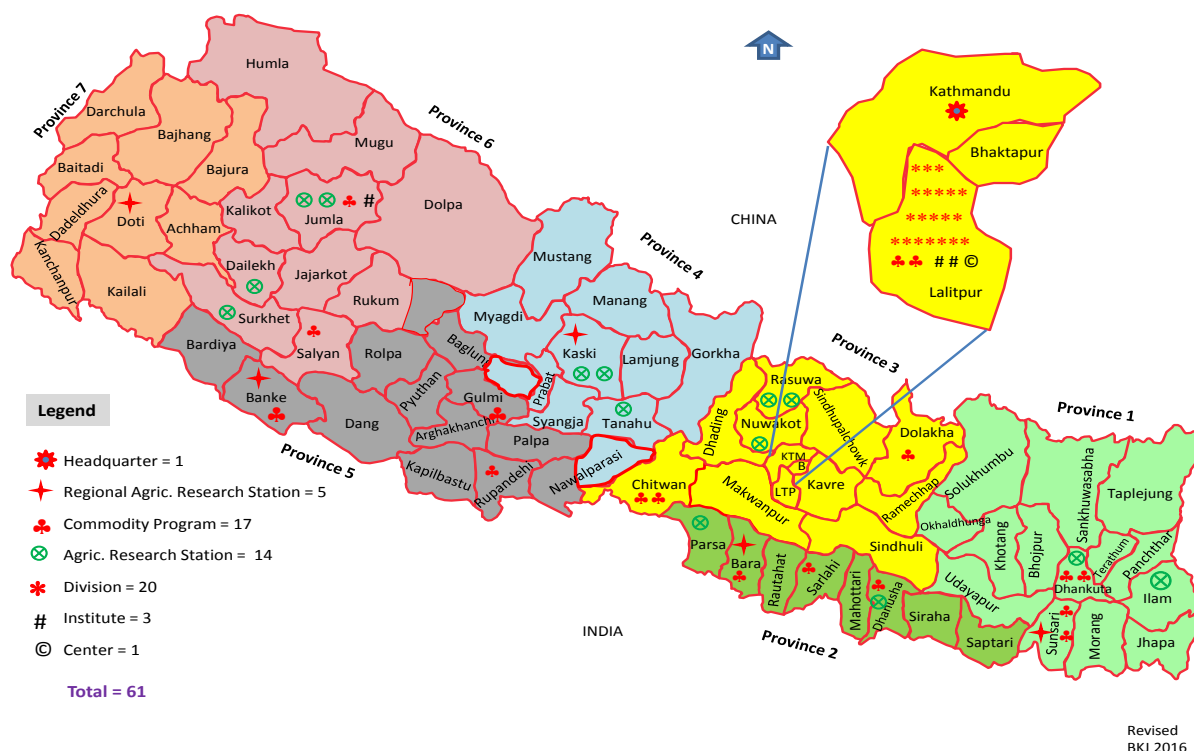 N
Humla
Province 7
Darchula
Province 6
Bajhang
Mugu
Baitadi
Bajura
Dadeldhura
Doti
Achham
Kalikot
Jumla
#
Dolpa
Kanchanpur
Kailali
Dailekh
Jajarkot
Surkhet
Rukum
Salyan
CHINA
Mustang
Province 4
Manang
Myagdi
Kaski
Lamjung
Gorkha
Baglung
Prabat
Syangja
Tanahu
Bardiya
Banke
Rolpa
Pyuthan
Gulmi
Dang
Arghakhanchi
Palpa
Kapilbastu
Rupandehi
Nawalparasi
Province 5
Kathmandu
Bhaktapur
***
*****
*****
*******
# # ©
Lalitpur
Province 3
Rasuwa
Sindhupalchowk
Dhading
Nuwakot
Dolakha
KTM
B
LTP
Kavre
Chitwan
Makwanpur
Ramechhap
Sindhuli
Province 1
Solukhumbu
Sankhuwasabha
Taplejung
Okhaldhunga
Khotang
Bhojpur
Terathum
Panchthar
Dhankuta
Ilam
Udayapur
Sunsari
Morang
Jhapa
Parsa
Bara
Rautahat
Sarlahi
Mahottari
Dhanusha
Siraha
Saptari
Province 2
INDIA
Legend
Headquarter = 1
Regional Agric. Research Station = 5
Commodity Program = 17
Agric. Research Station = 14
Division = 20
# Institute = 3
© Center = 1
Total = 61
Revised
BKJ 2016